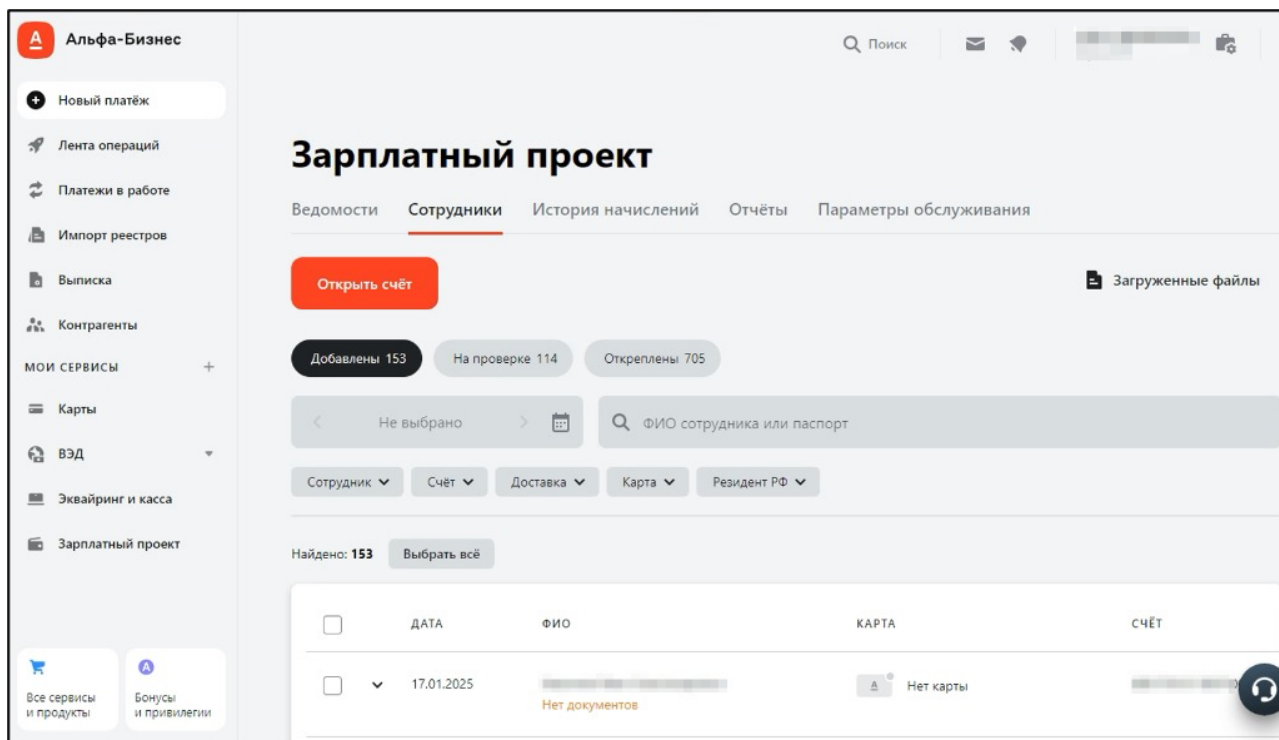 А Альфа-Бизнес
Поиск
Новый платёж
Лента операций
Платежи в работе
Импорт реестров
Выписка
Контрагенты
МОИ СЕРВИСЫ +
Карты
ВЭД
Эквайринг и касса
Зарплатный проект
Все сервисы и продукты
Бонусы и привилегии
Зарплатный проект
Ведомости Сотрудники История начислений Отчёты Параметры обслуживания
Открыть счёт
Загруженные файлы
Добавлены 153 На проверке 114 Откреплены 705
Не выбрано
ФИО сотрудника или паспорт
Сотрудник Счёт Доставка Карта Резидент РФ
Найдено: 153 Выбрать всё
ДАТА ФИО КАРТА СЧЁТ
17.01.2025 А Нет карты
Нет документов